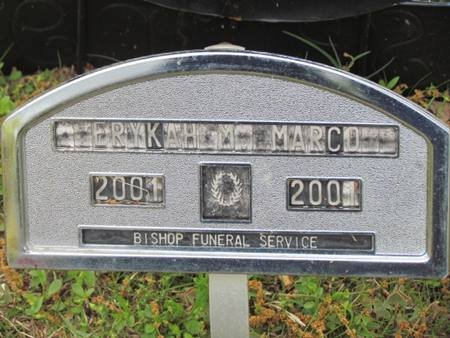 ERYKAH M. MARCO
2001 2001
BISHOP FUNERAL SERVICE